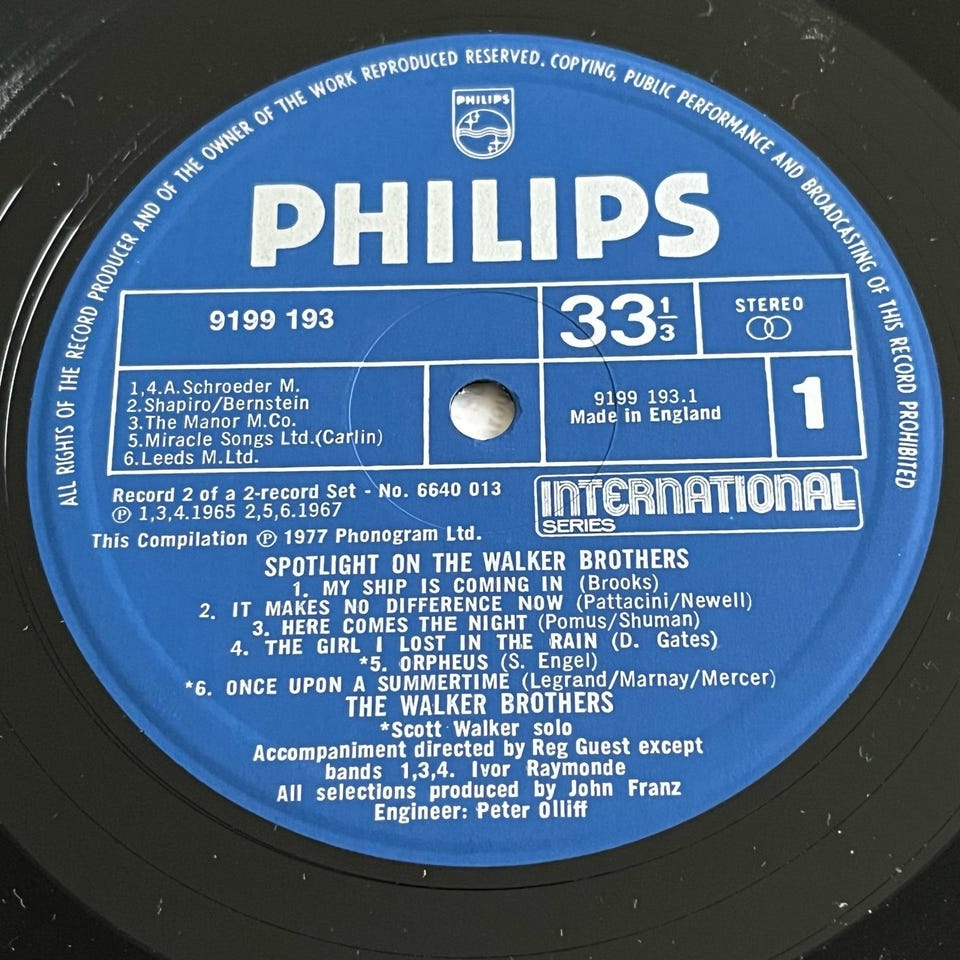 ALL RIGHTS OF THE RECORD PRODUCER AND OF THE OWNER OF THE WORK REPRODUCED RESERVED. COPYING, PUBLIC PERFORMANCE AND BROADCASTING OF THIS RECORD PROHIBITED
PHILIPS
PHILIPS
9199 193
33 1/3
STEREO
1,4.A.Schroeder M.
2.Shapiro/Bernstein
3.The Manor M.Co.
5.Miracle Songs Ltd.(Carlin)
6.Leeds M.Ltd.
9199 193.1
Made in England
1
Record 2 of a 2-record Set - No. 6640 013
℗ 1,3,4.1965 2,5,6.1967
This Compilation ℗ 1977 Phonogram Ltd.
INTERNATIONAL
SERIES
SPOTLIGHT ON THE WALKER BROTHERS
1. MY SHIP IS COMING IN (Brooks)
2. IT MAKES NO DIFFERENCE NOW (Pattacini/Newell)
3. HERE COMES THE NIGHT (Pomus/Shuman)
4. THE GIRL I LOST IN THE RAIN (D. Gates)
*5. ORPHEUS (S. Engel)
*6. ONCE UPON A SUMMERTIME (Legrand/Marnay/Mercer)
THE WALKER BROTHERS
*Scott Walker solo
Accompaniment directed by Reg Guest except
bands 1,3,4. Ivor Raymonde
All selections produced by John Franz
Engineer: Peter Olliff